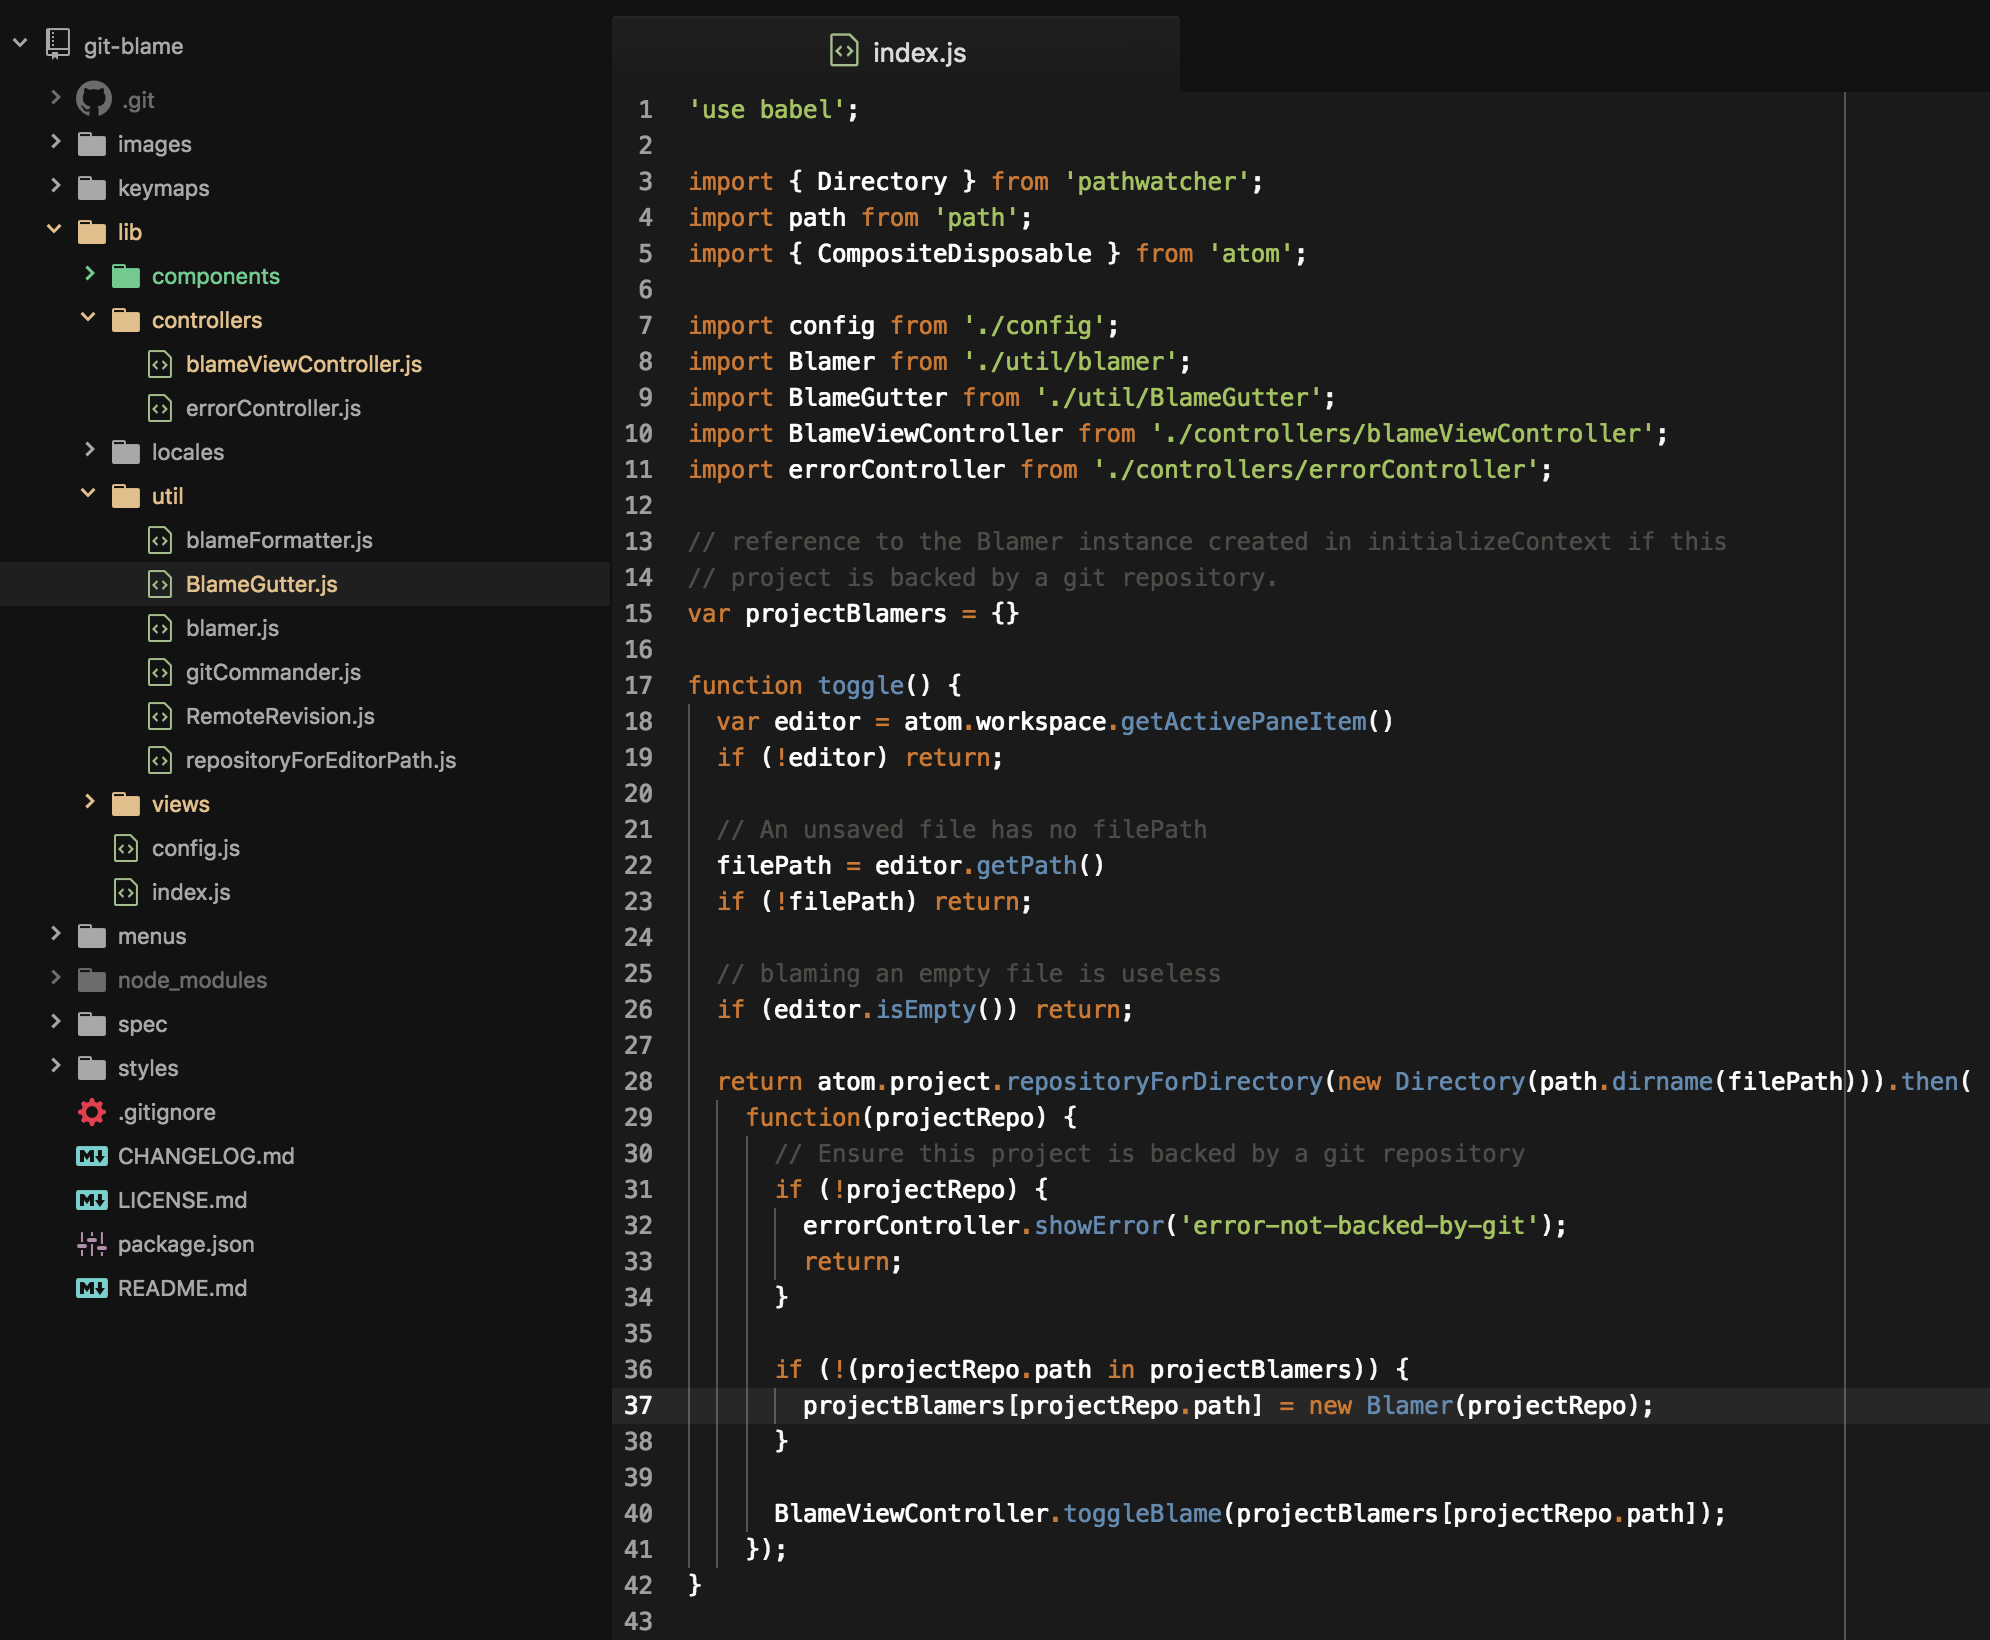 git-blame
.git
images
keymaps
lib
components
controllers
blameViewController.js
errorController.js
locales
util
blameFormatter.js
BlameGutter.js
blamer.js
gitCommander.js
RemoteRevision.js
repositoryForEditorPath.js
views
config.js
index.js
menus
node_modules
spec
styles
.gitignore
M↓ CHANGELOG.md
M↓ LICENSE.md
package.json
M↓ README.md
index.js
1 'use babel';
2
3 import { Directory } from 'pathwatcher';
4 import path from 'path';
5 import { CompositeDisposable } from 'atom';
6
7 import config from './config';
8 import Blamer from './util/blamer';
9 import BlameGutter from './util/BlameGutter';
10 import BlameViewController from './controllers/blameViewController';
11 import errorController from './controllers/errorController';
12
13 // reference to the Blamer instance created in initializeContext if this
14 // project is backed by a git repository.
15 var projectBlamers = {}
16
17 function toggle() {
18   var editor = atom.workspace.getActivePaneItem()
19   if (!editor) return;
20
21   // An unsaved file has no filePath
22   filePath = editor.getPath()
23   if (!filePath) return;
24
25   // blaming an empty file is useless
26   if (editor.isEmpty()) return;
27
28   return atom.project.repositoryForDirectory(new Directory(path.dirname(filePath))).then(
29     function(projectRepo) {
30       // Ensure this project is backed by a git repository
31       if (!projectRepo) {
32         errorController.showError('error-not-backed-by-git');
33         return;
34       }
35
36       if (!(projectRepo.path in projectBlamers)) {
37         projectBlamers[projectRepo.path] = new Blamer(projectRepo);
38       }
39
40       BlameViewController.toggleBlame(projectBlamers[projectRepo.path]);
41     });
42 }
43